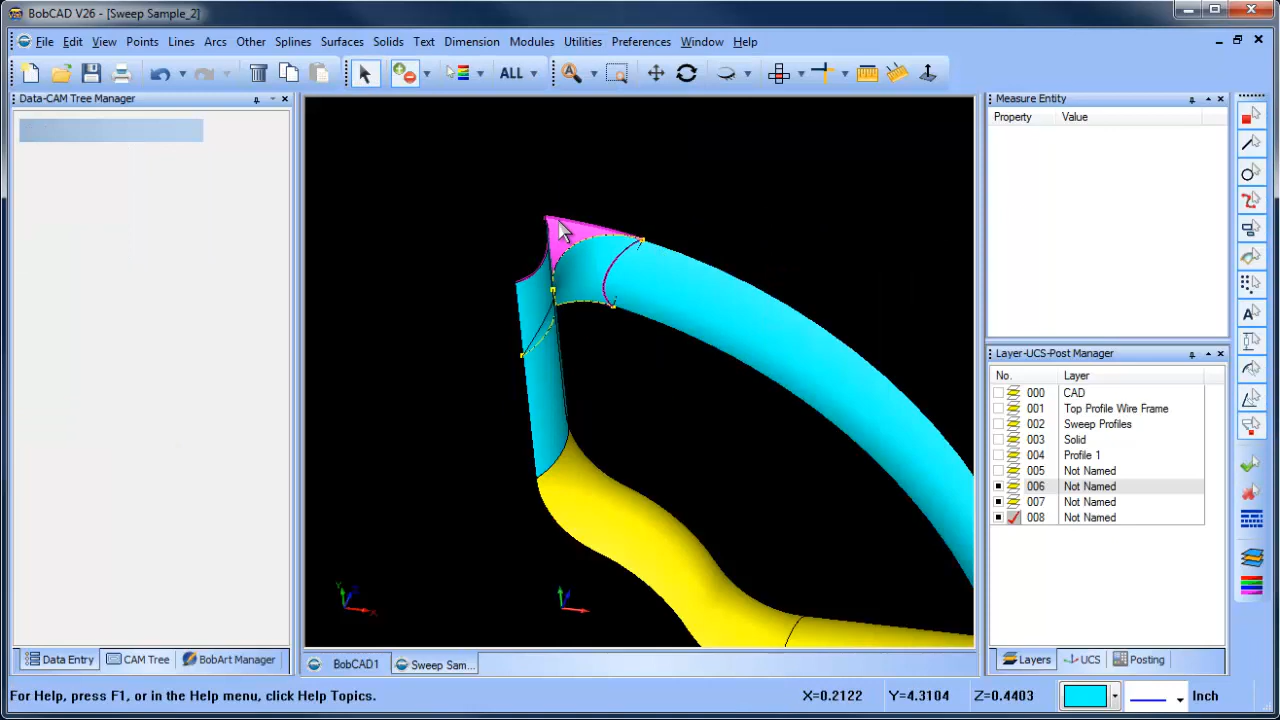 BobCAD V26 - [Sweep Sample_2]
File Edit View Points Lines Arcs Other Splines Surfaces Solids Text Dimension Modules Utilities Preferences Window Help
ALL
Data-CAM Tree Manager
Measure Entity
Property Value
Layer-UCS-Post Manager
No. Layer
000 CAD
001 Top Profile Wire Frame
002 Sweep Profiles
003 Solid
004 Profile 1
005 Not Named
006 Not Named
007 Not Named
008 Not Named
Y X
Data Entry CAM Tree BobArt Manager
BobCAD1 Sweep Sam...
Layers UCS Posting
For Help, press F1, or in the Help menu, click Help Topics.
X=0.2122 Y=4.3104 Z=0.4403 Inch